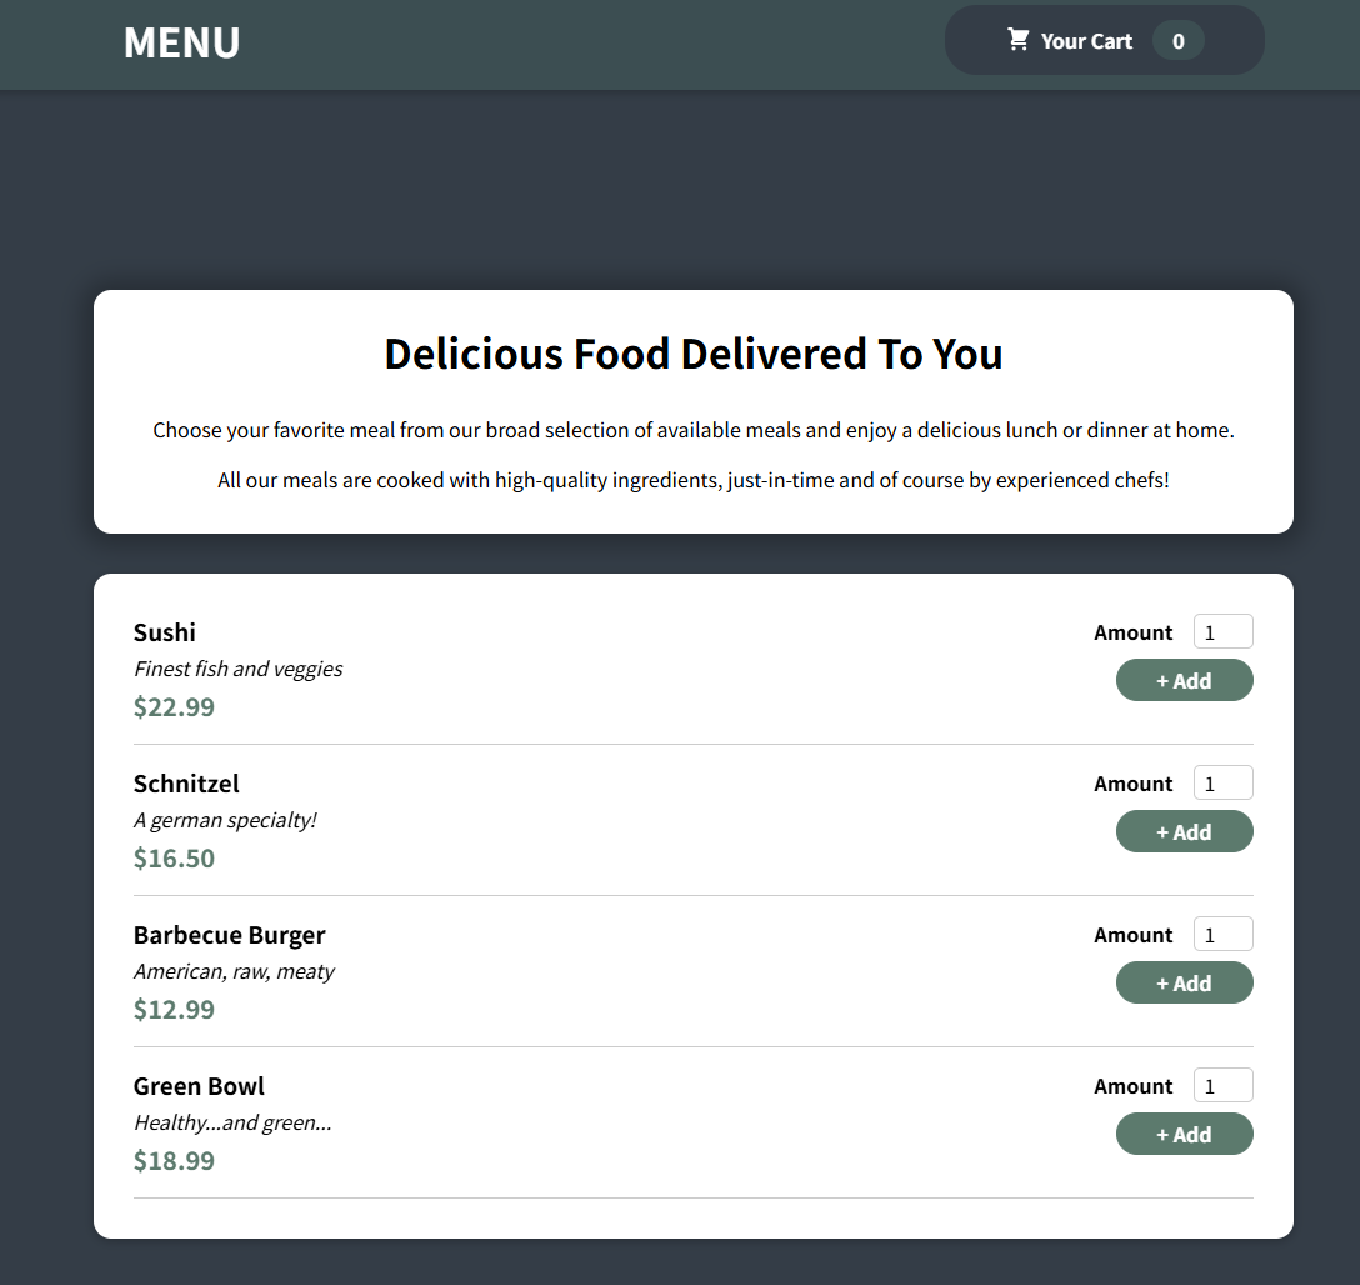 MENU
Your Cart 0
Delicious Food Delivered To You
Choose your favorite meal from our broad selection of available meals and enjoy a delicious lunch or dinner at home.
All our meals are cooked with high-quality ingredients, just-in-time and of course by experienced chefs!
Sushi
Finest fish and veggies
$22.99
Amount 1
+ Add
Schnitzel
A german specialty!
$16.50
Amount 1
+ Add
Barbecue Burger
American, raw, meaty
$12.99
Amount 1
+ Add
Green Bowl
Healthy...and green...
$18.99
Amount 1
+ Add